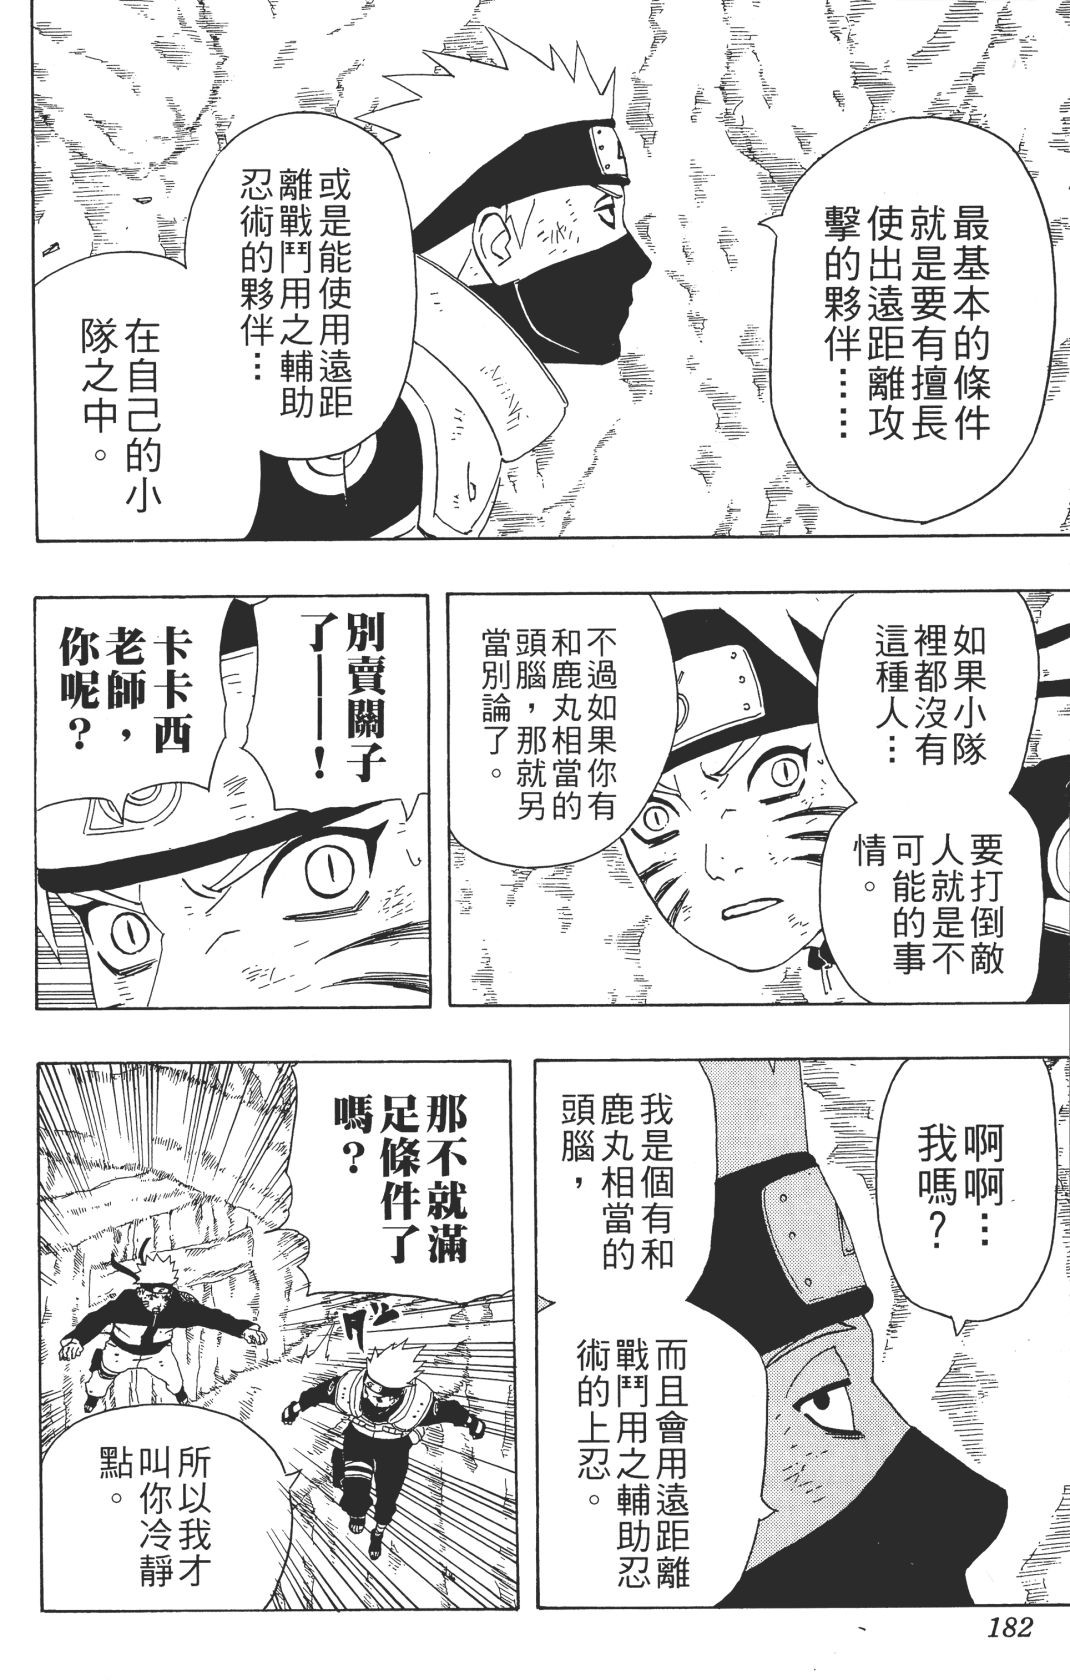 最基本的條件
就是要有擅長
使出遠距離攻
擊的夥伴……
或是能使用遠距
離戰鬥用之輔助
忍術的夥伴…
在自己的小
隊之中。
如果小隊
裡都沒有
這種人…
要打倒敵
人就是不
可能的事
情。
不過如果你有
和鹿丸相當的
頭腦，那就另
當別論了。
別賣關子
了——！
卡卡西
老師，
你呢？
啊啊…
我嗎？
我是個有和
鹿丸相當的
頭腦，
而且會用遠距離
戰鬥用之輔助忍
術的上忍。
那不就滿
足條件了
嗎？
ダッ
所以我才
叫你冷靜
點。
182